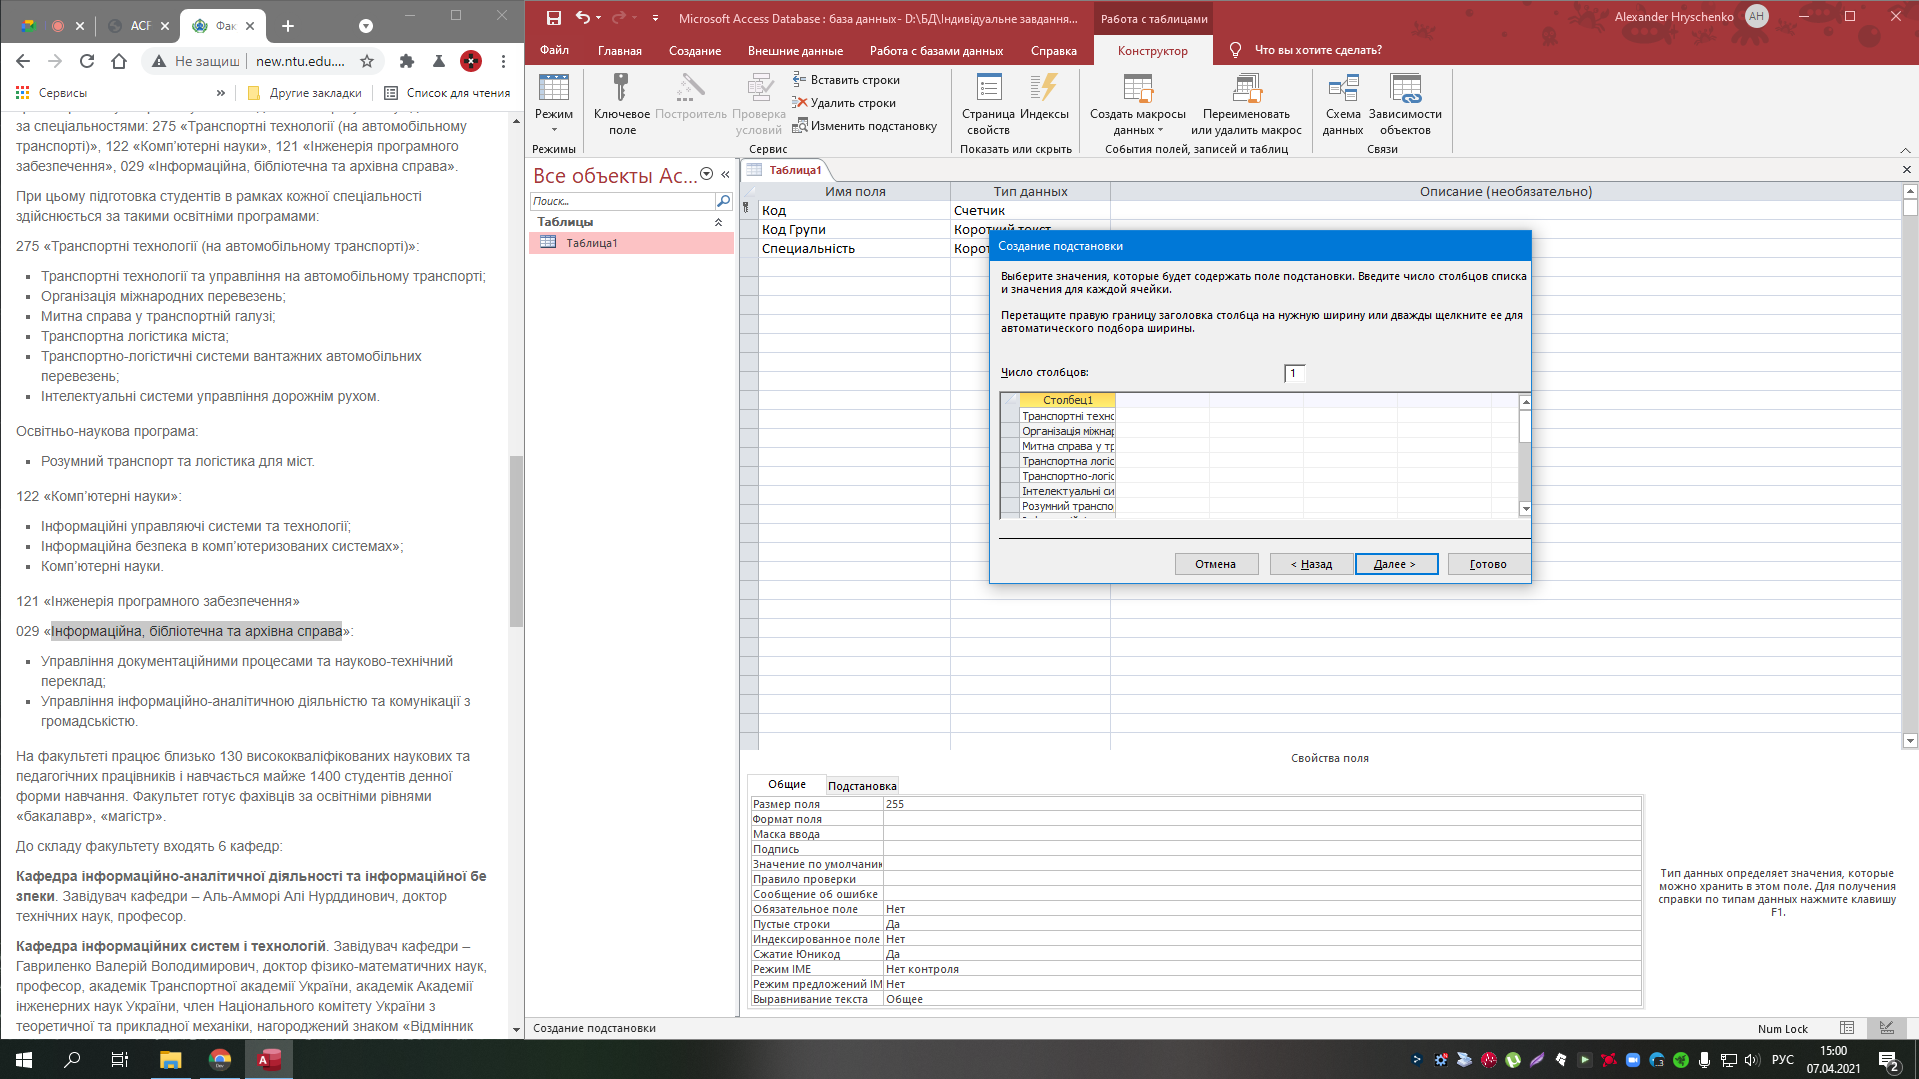 ACF
Фак
Не защищ
new.ntu.edu....
Сервисы
»
Другие закладки
Список для чтения
за спеціальностями: 275 «Транспортні технології (на автомобільному
транспорті)», 122 «Комп’ютерні науки», 121 «Інженерія програмного
забезпечення», 029 «Інформаційна, бібліотечна та архівна справа».
При цьому підготовка студентів в рамках кожної спеціальності
здійснюється за такими освітніми програмами:
275 «Транспортні технології (на автомобільному транспорті)»:
Транспортні технології та управління на автомобільному транспорті;
Організація міжнародних перевезень;
Митна справа у транспортній галузі;
Транспортна логістика міста;
Транспортно-логістичні системи вантажних автомобільних
перевезень;
Інтелектуальні системи управління дорожнім рухом.
Освітньо-наукова програма:
Розумний транспорт та логістика для міст.
122 «Комп’ютерні науки»:
Інформаційні управляючі системи та технології;
Інформаційна безпека в комп’ютеризованих системах»;
Комп’ютерні науки.
121 «Інженерія програмного забезпечення»
029 «Інформаційна, бібліотечна та архівна справа»:
Управління документаційними процесами та науково-технічний
переклад;
Управління інформаційно-аналітичною діяльністю та комунікації з
громадськістю.
На факультеті працює близько 130 висококваліфікованих наукових та
педагогічних працівників і навчається майже 1400 студентів денної
форми навчання. Факультет готує фахівців за освітніми рівнями
«бакалавр», «магістр».
До складу факультету входять 6 кафедр:
Кафедра інформаційно-аналітичної діяльності та інформаційної бе
зпеки. Завідувач кафедри – Аль-Амморі Алі Нурддинович, доктор
технічних наук, професор.
Кафедра інформаційних систем і технологій. Завідувач кафедри –
Гавриленко Валерій Володимирович, доктор фізико-математичних наук,
професор, академік Транспортної академії України, академік Академії
інженерних наук України, член Національного комітету України з
теоретичної та прикладної механіки, нагороджений знаком «Відмінник
Microsoft Access Database : база данных- D:\БД\Індивідуальне завдання...
Работа с таблицами
Alexander Hryschenko
AH
Файл
Главная
Создание
Внешние данные
Работа с базами данных
Справка
Конструктор
Что вы хотите сделать?
Режим
Режимы
Ключевое
поле
Построитель
Проверка
условий
Вставить строки
Удалить строки
Изменить подстановку
Сервис
Страница
свойств
Индексы
Показать или скрыть
Создать макросы
данных
Переименовать
или удалить макрос
События полей, записей и таблиц
Схема
данных
Зависимости
объектов
Связи
Все объекты Ac...
«
Поиск...
Таблицы
Таблица1
Таблица1
Имя поля
Тип данных
Описание (необязательно)
Код
Счетчик
Код Групи
Короткий текст
Специальність
Корот
Создание подстановки
Выберите значения, которые будет содержать поле подстановки. Введите число столбцов списка
и значения для каждой ячейки.
Перетащите правую границу заголовка столбца на нужную ширину или дважды щелкните ее для
автоматического подбора ширины.
Число столбцов:
1
Столбец1
Транспортні техно
Організація міжнар
Митна справа у тр
Транспортна логіс
Транспортно-логіс
Інтелектуальні си
Розумний транспо
Отмена
< Назад
Далее >
Готово
Свойства поля
Общие
Подстановка
Размер поля
255
Формат поля
Маска ввода
Подпись
Значение по умолчани
Правило проверки
Сообщение об ошибке
Обязательное поле
Нет
Пустые строки
Да
Индексированное поле
Нет
Сжатие Юникод
Да
Режим IME
Нет контроля
Режим предложений IM
Нет
Выравнивание текста
Общее
Тип данных определяет значения, которые
можно хранить в этом поле. Для получения
справки по типам данных нажмите клавишу
F1.
Создание подстановки
Num Lock
РУС
15:00
07.04.2021
2